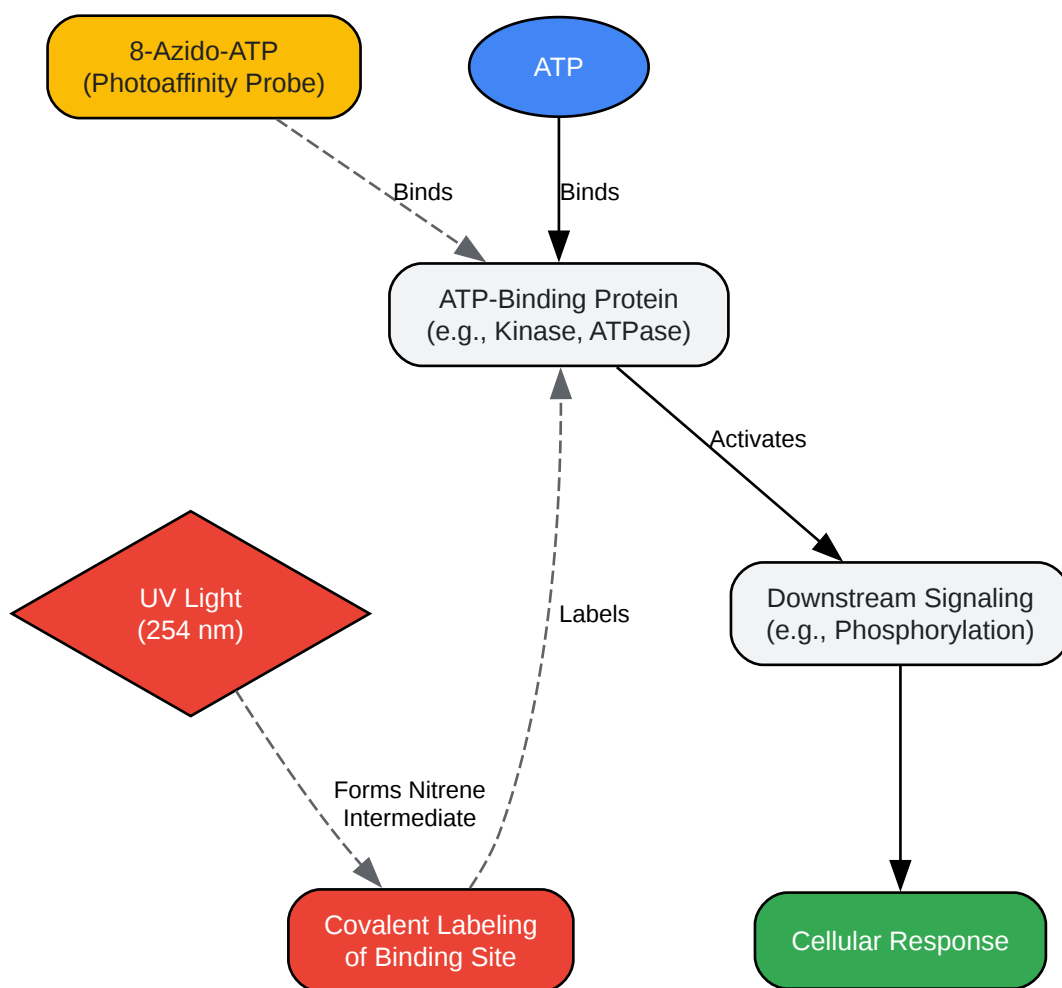 8-Azido-ATP
(Photoaffinity Probe)
ATP
Binds
Binds
ATP-Binding Protein
(e.g., Kinase, ATPase)
Activates
UV Light
(254 nm)
Labels
Downstream Signaling
(e.g., Phosphorylation)
Forms Nitrene
Intermediate
Covalent Labeling
of Binding Site
Cellular Response